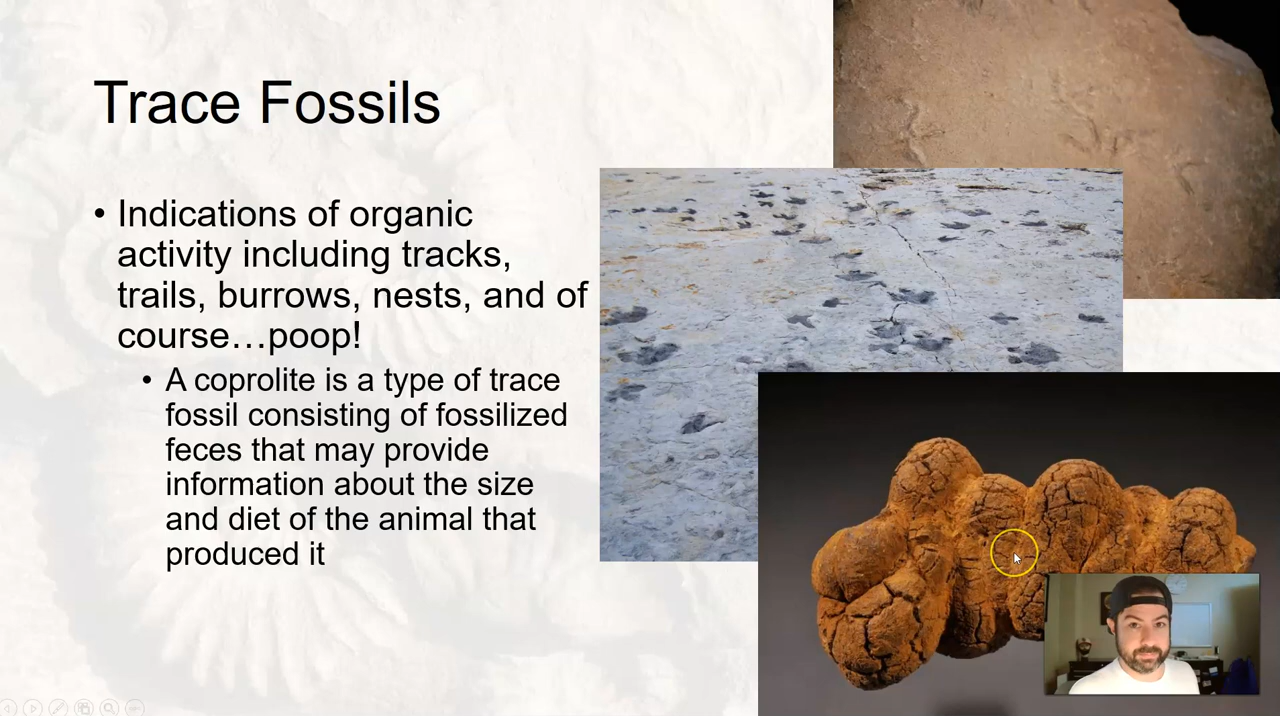 Trace Fossils
• Indications of organic
activity including tracks,
trails, burrows, nests, and of
course…poop!
• A coprolite is a type of trace
fossil consisting of fossilized
feces that may provide
information about the size
and diet of the animal that
produced it